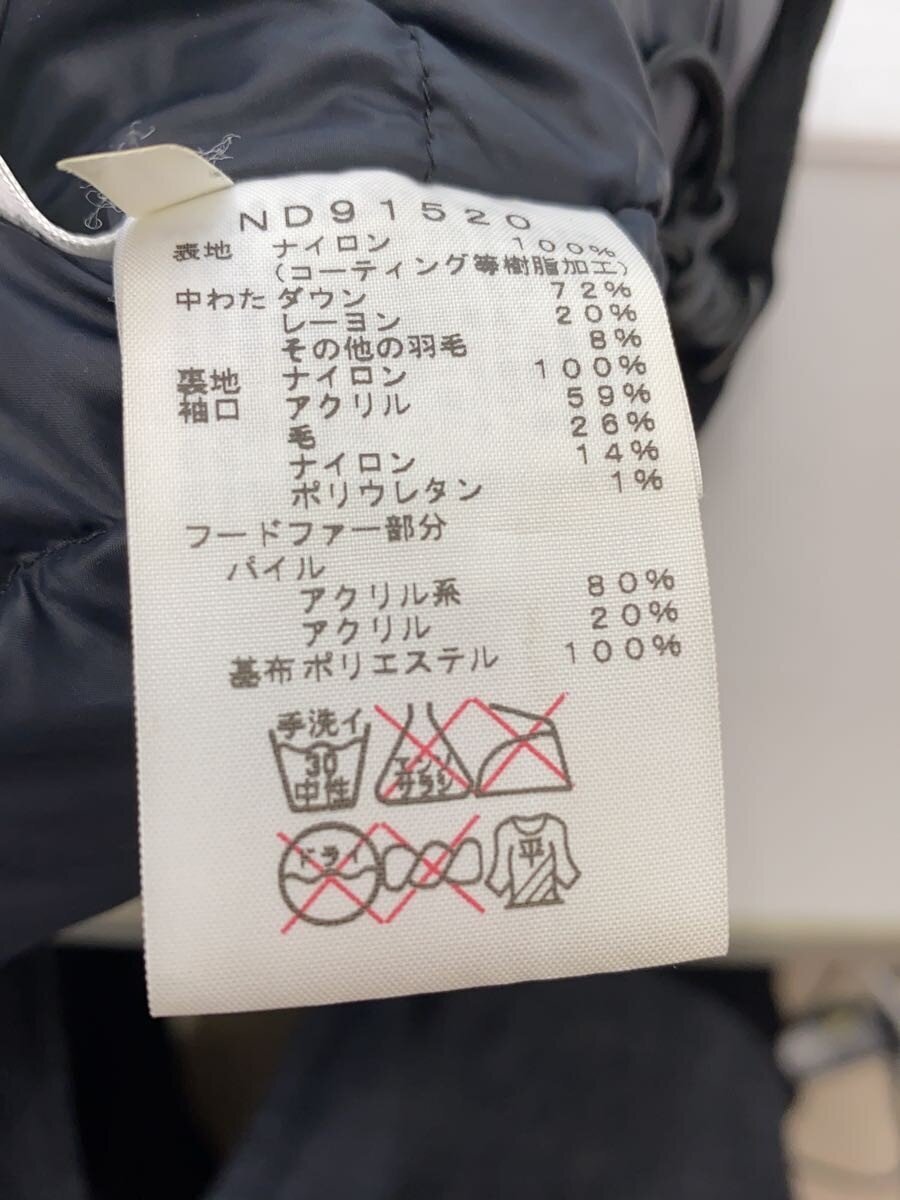 ND91520
表地 ナイロン 100%
(コーティング等樹脂加工)
中わた ダウン 72%
レーヨン 20%
その他の羽毛 8%
裏地 ナイロン 100%
袖口 アクリル 59%
毛 26%
ナイロン 14%
ポリウレタン 1%
フードファー部分
パイル
アクリル系 80%
アクリル 20%
基布ポリエステル 100%
手洗イ
30
中性
エンソ
サラシ
ドライ
平